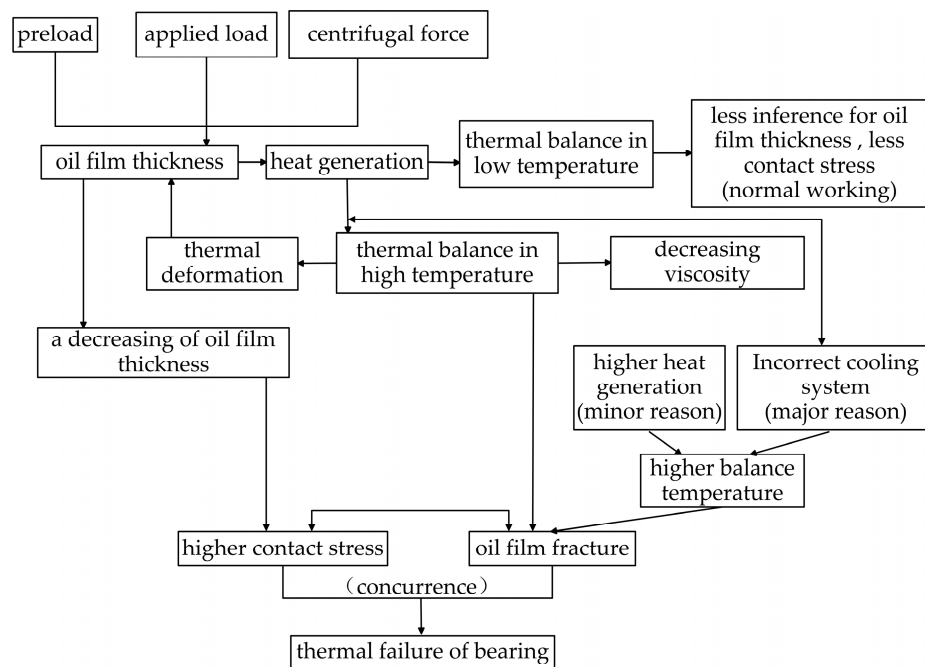 preload
applied load
centrifugal force
oil film thickness
heat generation
thermal balance in
low temperature
less inference for oil
film thickness , less
contact stress
(normal working)
thermal
deformation
thermal balance in
high temperature
decreasing
viscosity
a decreasing of oil film
thickness
higher heat
generation
(minor reason)
Incorrect cooling
system
(major reason)
higher balance
temperature
higher contact stress
oil film fracture
（concurrence）
thermal failure of bearing